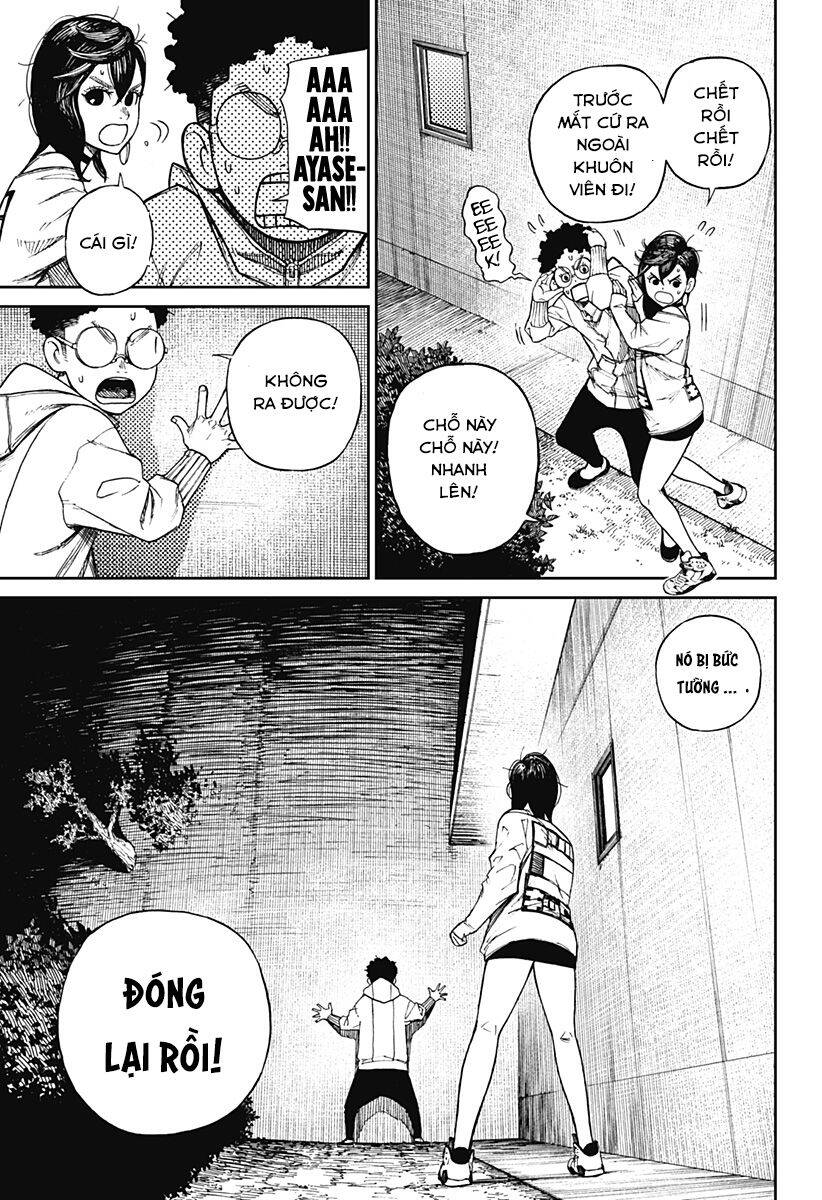 CHẾT
RỒI
CHẾT
RỒI!
TRƯỚC
MẮT CỨ RA
NGOÀI
KHUÔN
VIÊN ĐI!
EE
EE
EE
K!
CHỖ NÀY
CHỖ NÀY!
NHANH
LÊN!
AAA
AAA
AH!!
AYASE-
SAN!!
CÁI GÌ!
KHÔNG
RA ĐƯỢC!
NÓ BỊ BỨC
TƯỜNG ... .
ĐÓNG
LẠI RỒI!